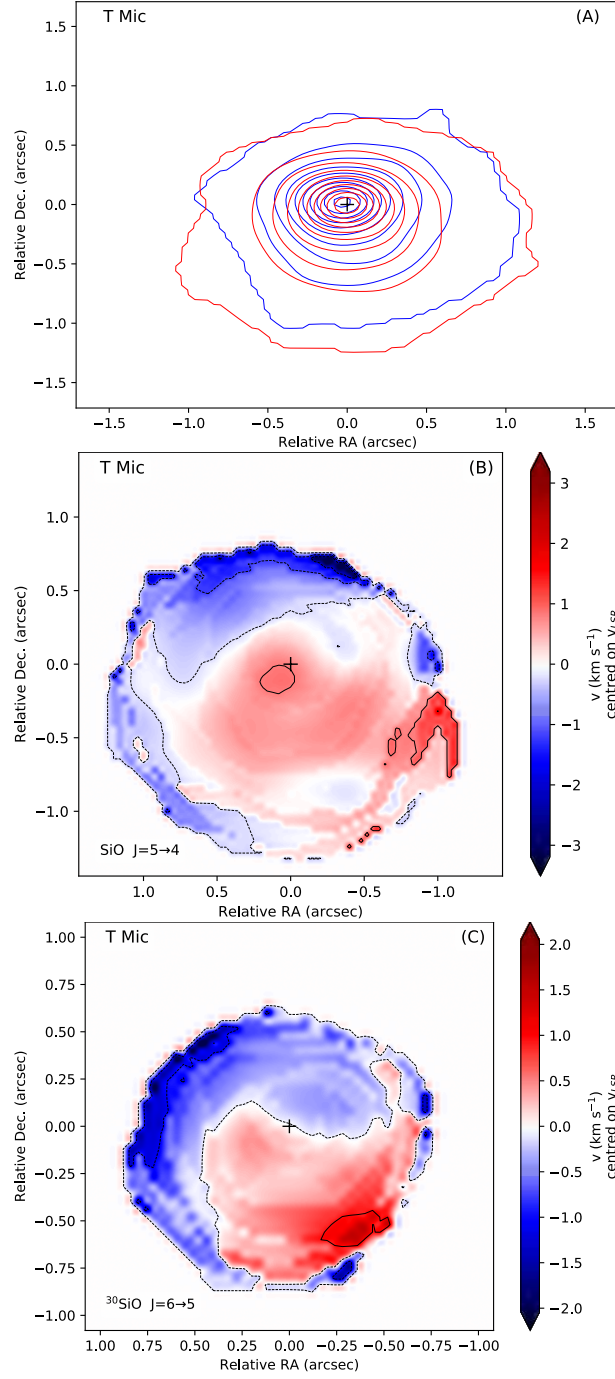 T Mic
(A)
1.5
1.0
0.5
0.0
−0.5
−1.0
−1.5
Relative Dec. (arcsec)
−1.5 −1.0 −0.5 0.0 0.5 1.0 1.5
Relative RA (arcsec)
T Mic
(B)
1.0
0.5
0.0
−0.5
−1.0
Relative Dec. (arcsec)
SiO J=5→4
1.0 0.5 0.0 −0.5 −1.0
Relative RA (arcsec)
3
2
1
0
−1
−2
−3
v (km s⁻¹)
centred on vLSR
T Mic
(C)
1.00
0.75
0.50
0.25
0.00
−0.25
−0.50
−0.75
−1.00
Relative Dec. (arcsec)
³⁰SiO J=6→5
1.00 0.75 0.50 0.25 0.00 −0.25 −0.50 −0.75 −1.00
Relative RA (arcsec)
2.0
1.5
1.0
0.5
0.0
−0.5
−1.0
−1.5
−2.0
v (km s⁻¹)
centred on vLSR